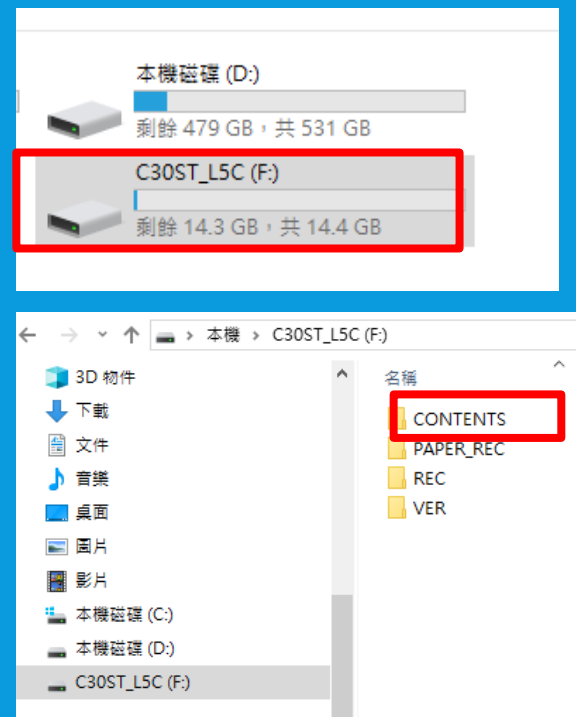 本機磁碟 (D:)
剩餘 479 GB，共 531 GB
C30ST_L5C (F:)
剩餘 14.3 GB，共 14.4 GB
本機 › C30ST_L5C (F:)
3D 物件
下載
文件
音樂
桌面
圖片
影片
本機磁碟 (C:)
本機磁碟 (D:)
C30ST_L5C (F:)
名稱
CONTENTS
PAPER_REC
REC
VER